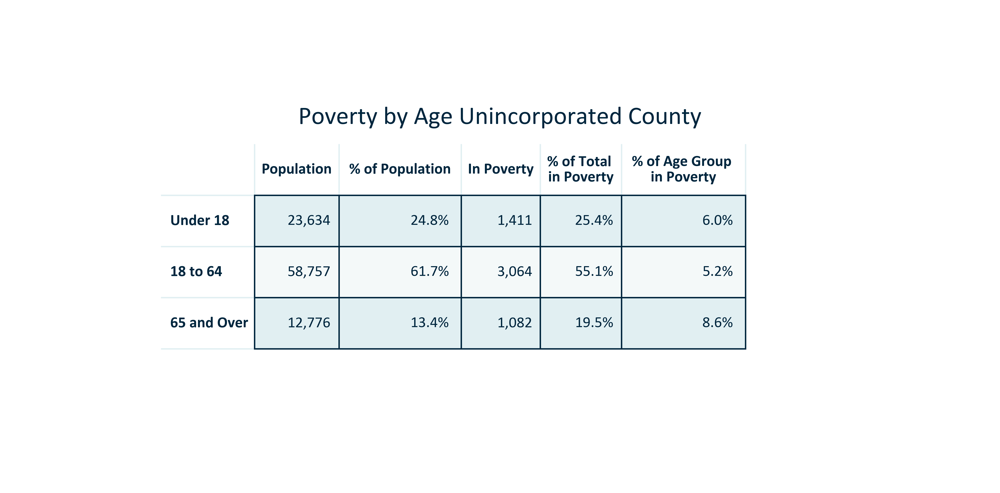 Poverty by Age Unincorporated County
Population % of Population In Poverty % of Total in Poverty % of Age Group in Poverty
Under 18 23,634 24.8% 1,411 25.4% 6.0%
18 to 64 58,757 61.7% 3,064 55.1% 5.2%
65 and Over 12,776 13.4% 1,082 19.5% 8.6%